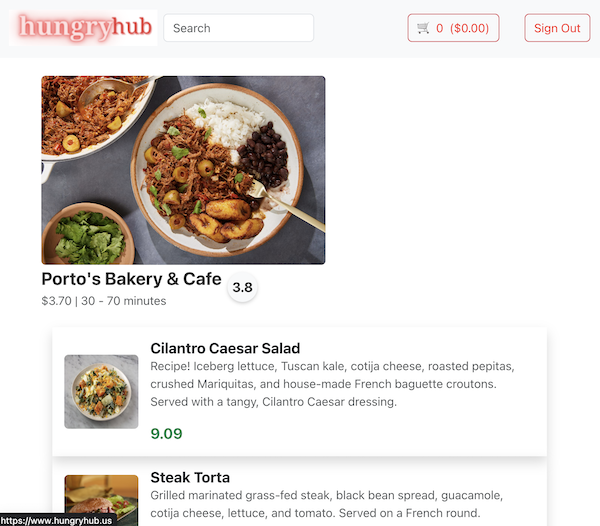 hungryhub
Search
0 ($0.00)
Sign Out
Porto's Bakery & Cafe
3.8
$3.70 | 30 - 70 minutes
Cilantro Caesar Salad
Recipe! Iceberg lettuce, Tuscan kale, cotija cheese, roasted pepitas,
crushed Mariquitas, and house-made French baguette croutons.
Served with a tangy, Cilantro Caesar dressing.
9.09
Steak Torta
Grilled marinated grass-fed steak, black bean spread, guacamole,
cotija cheese, lettuce, and tomato. Served on a French round.
https://www.hungryhub.us